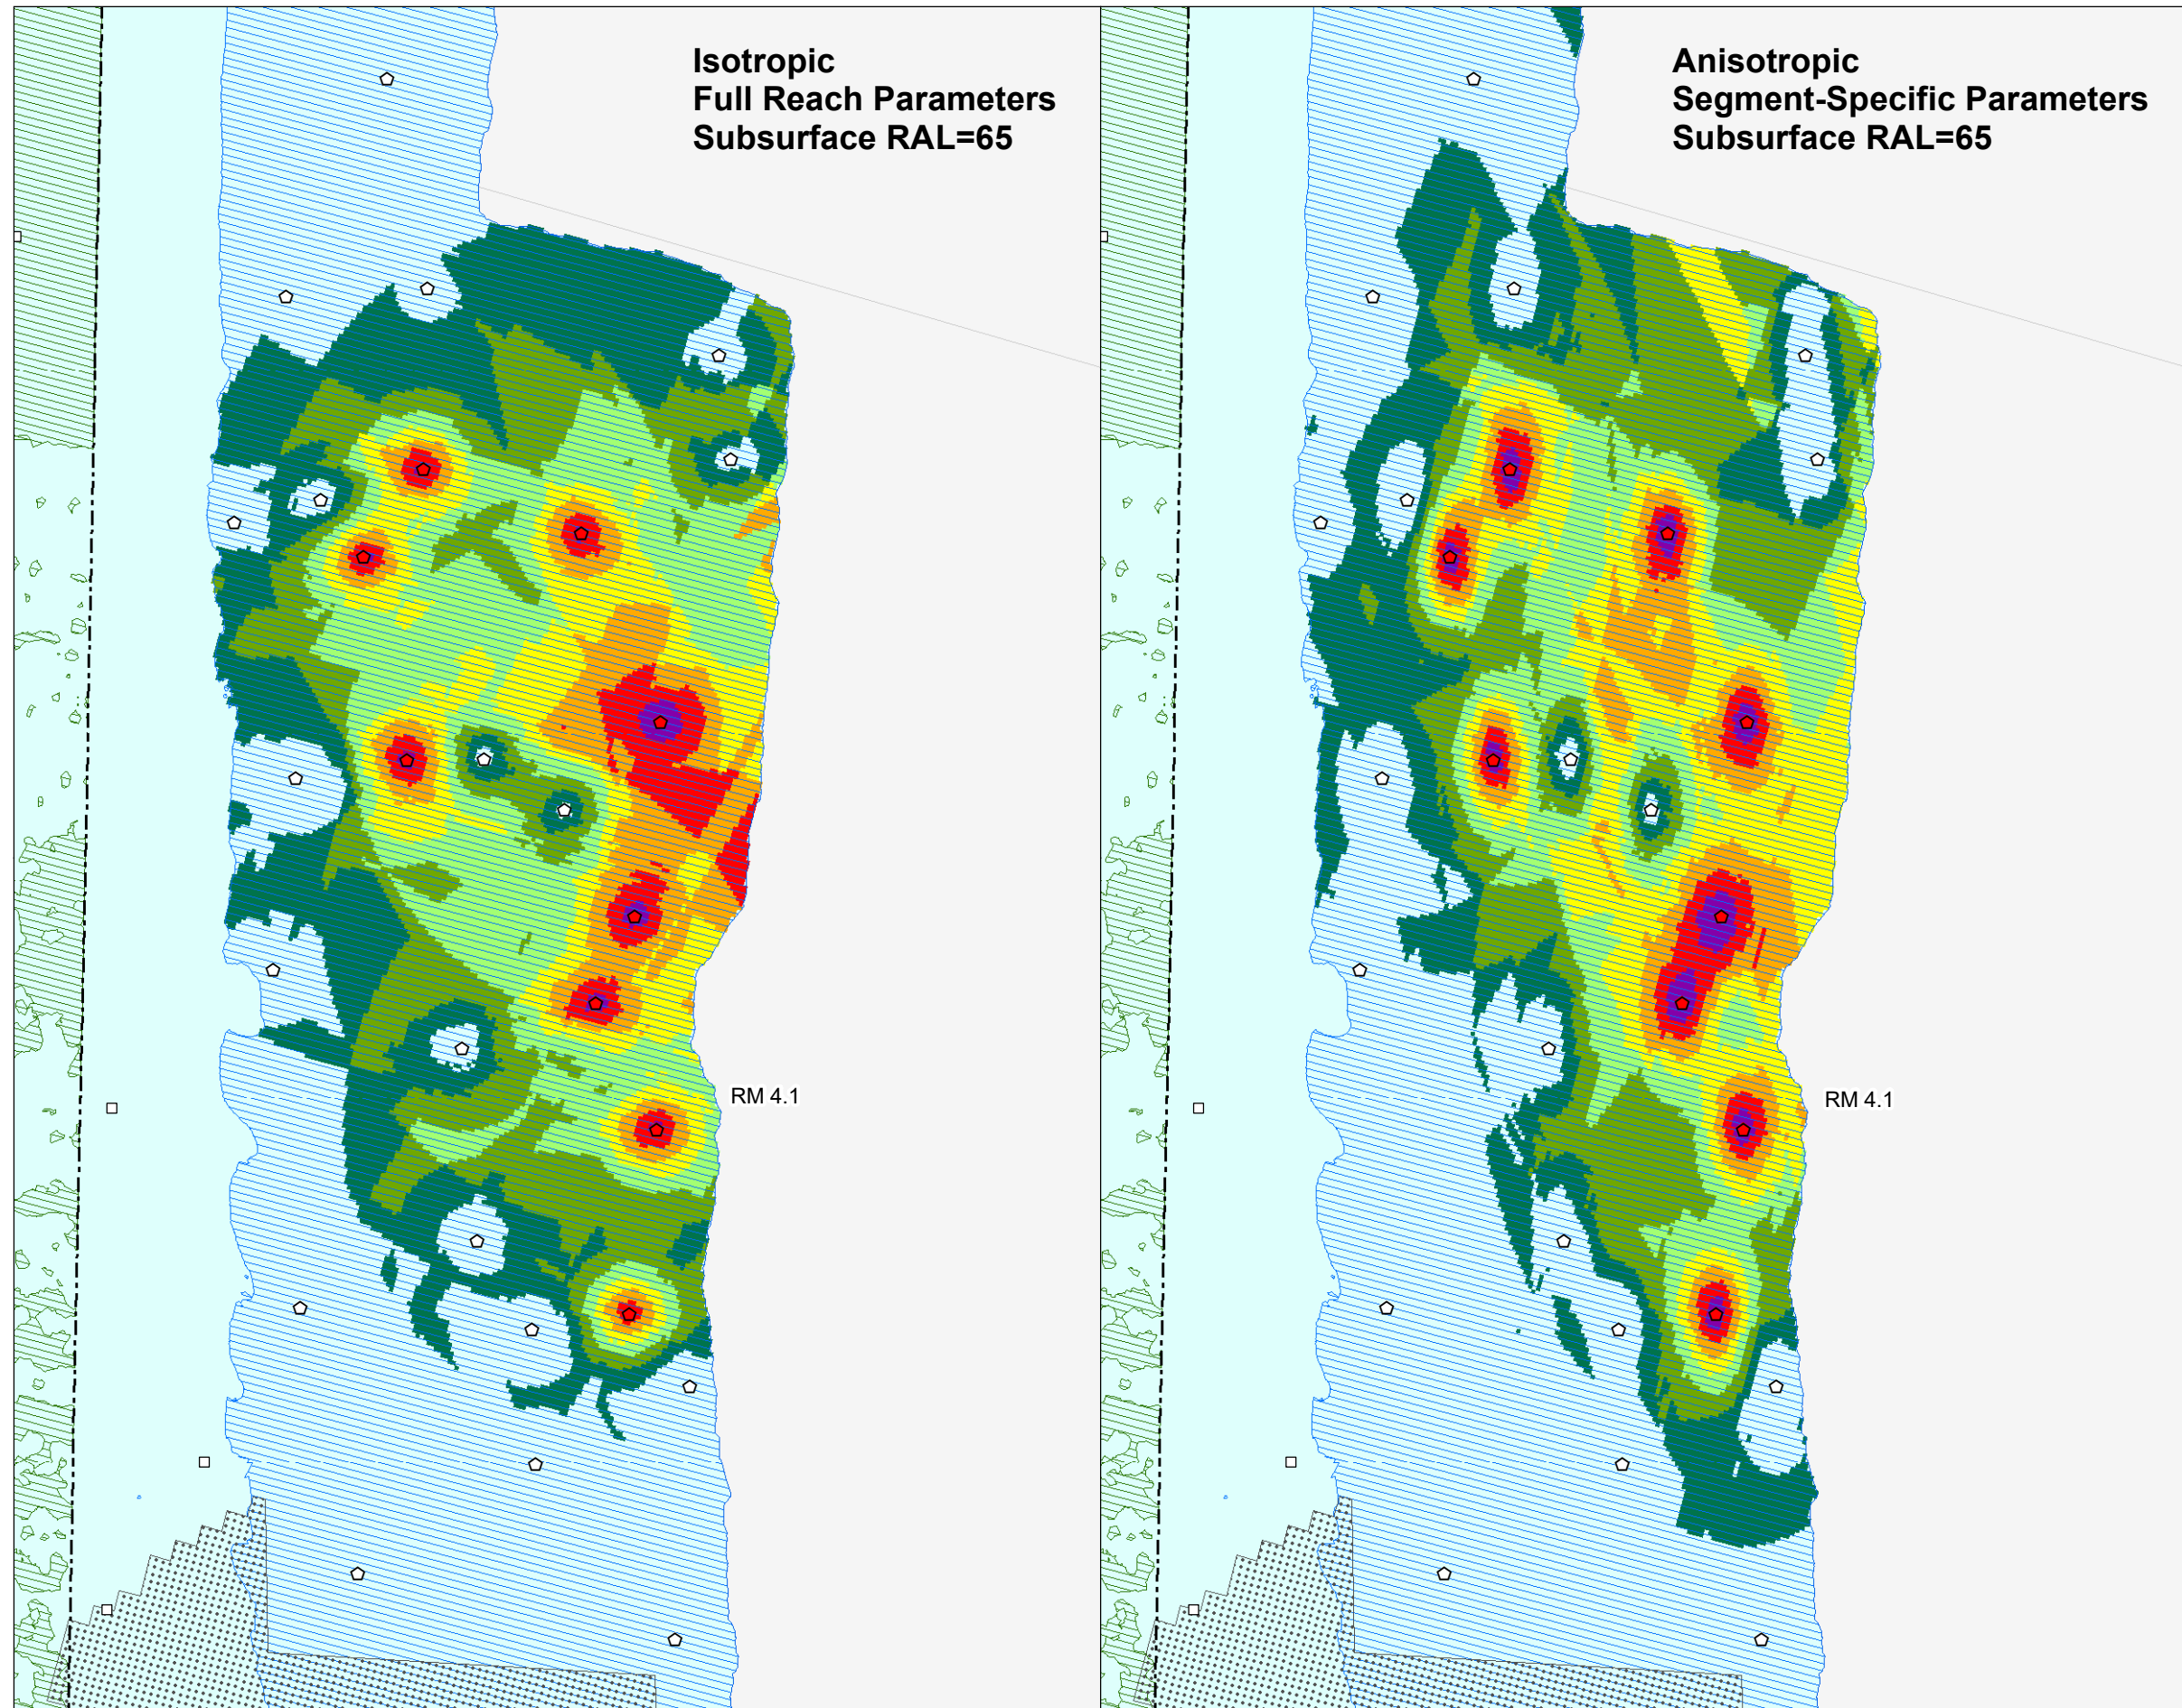 Isotropic
Full Reach Parameters
Subsurface RAL=65
RM 4.1
Anisotropic
Segment-Specific Parameters
Subsurface RAL=65
RM 4.1